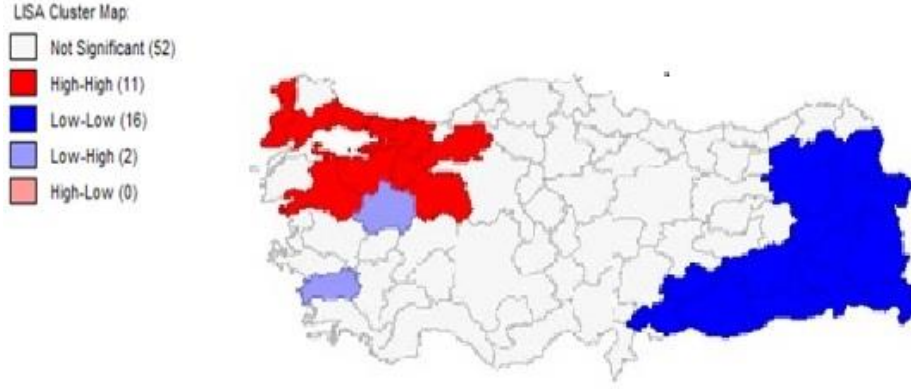 LISA Cluster Map:
Not Significant (52)
High-High (11)
Low-Low (16)
Low-High (2)
High-Low (0)